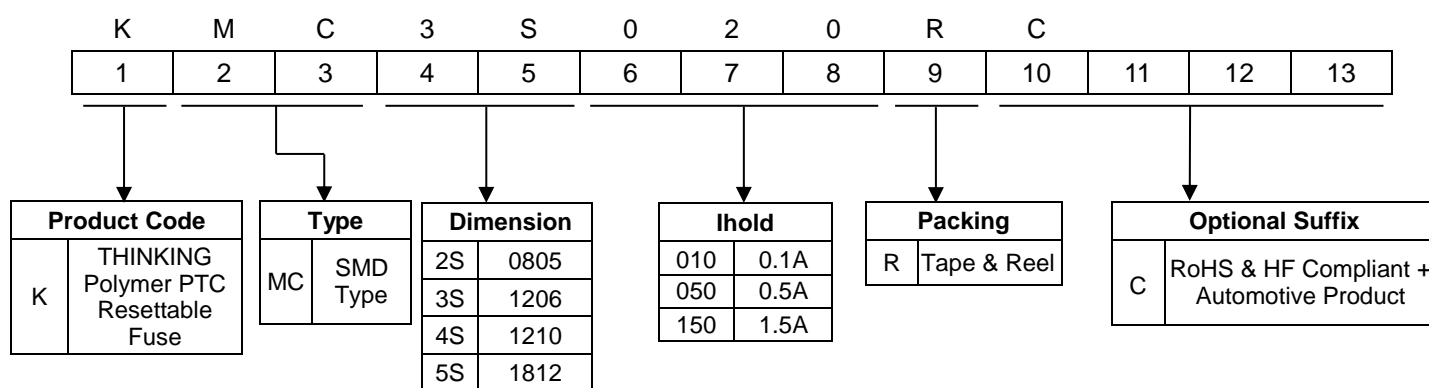 K M C 3 S 0 2 0 R C
1 2 3 4 5 6 7 8 9 10 11 12 13
Product Code
K THINKING
Polymer PTC
Resettable
Fuse
Type
MC SMD
Type
Dimension
2S 0805
3S 1206
4S 1210
5S 1812
Ihold
010 0.1A
050 0.5A
150 1.5A
Packing
R Tape & Reel
Optional Suffix
C RoHS & HF Compliant +
Automotive Product